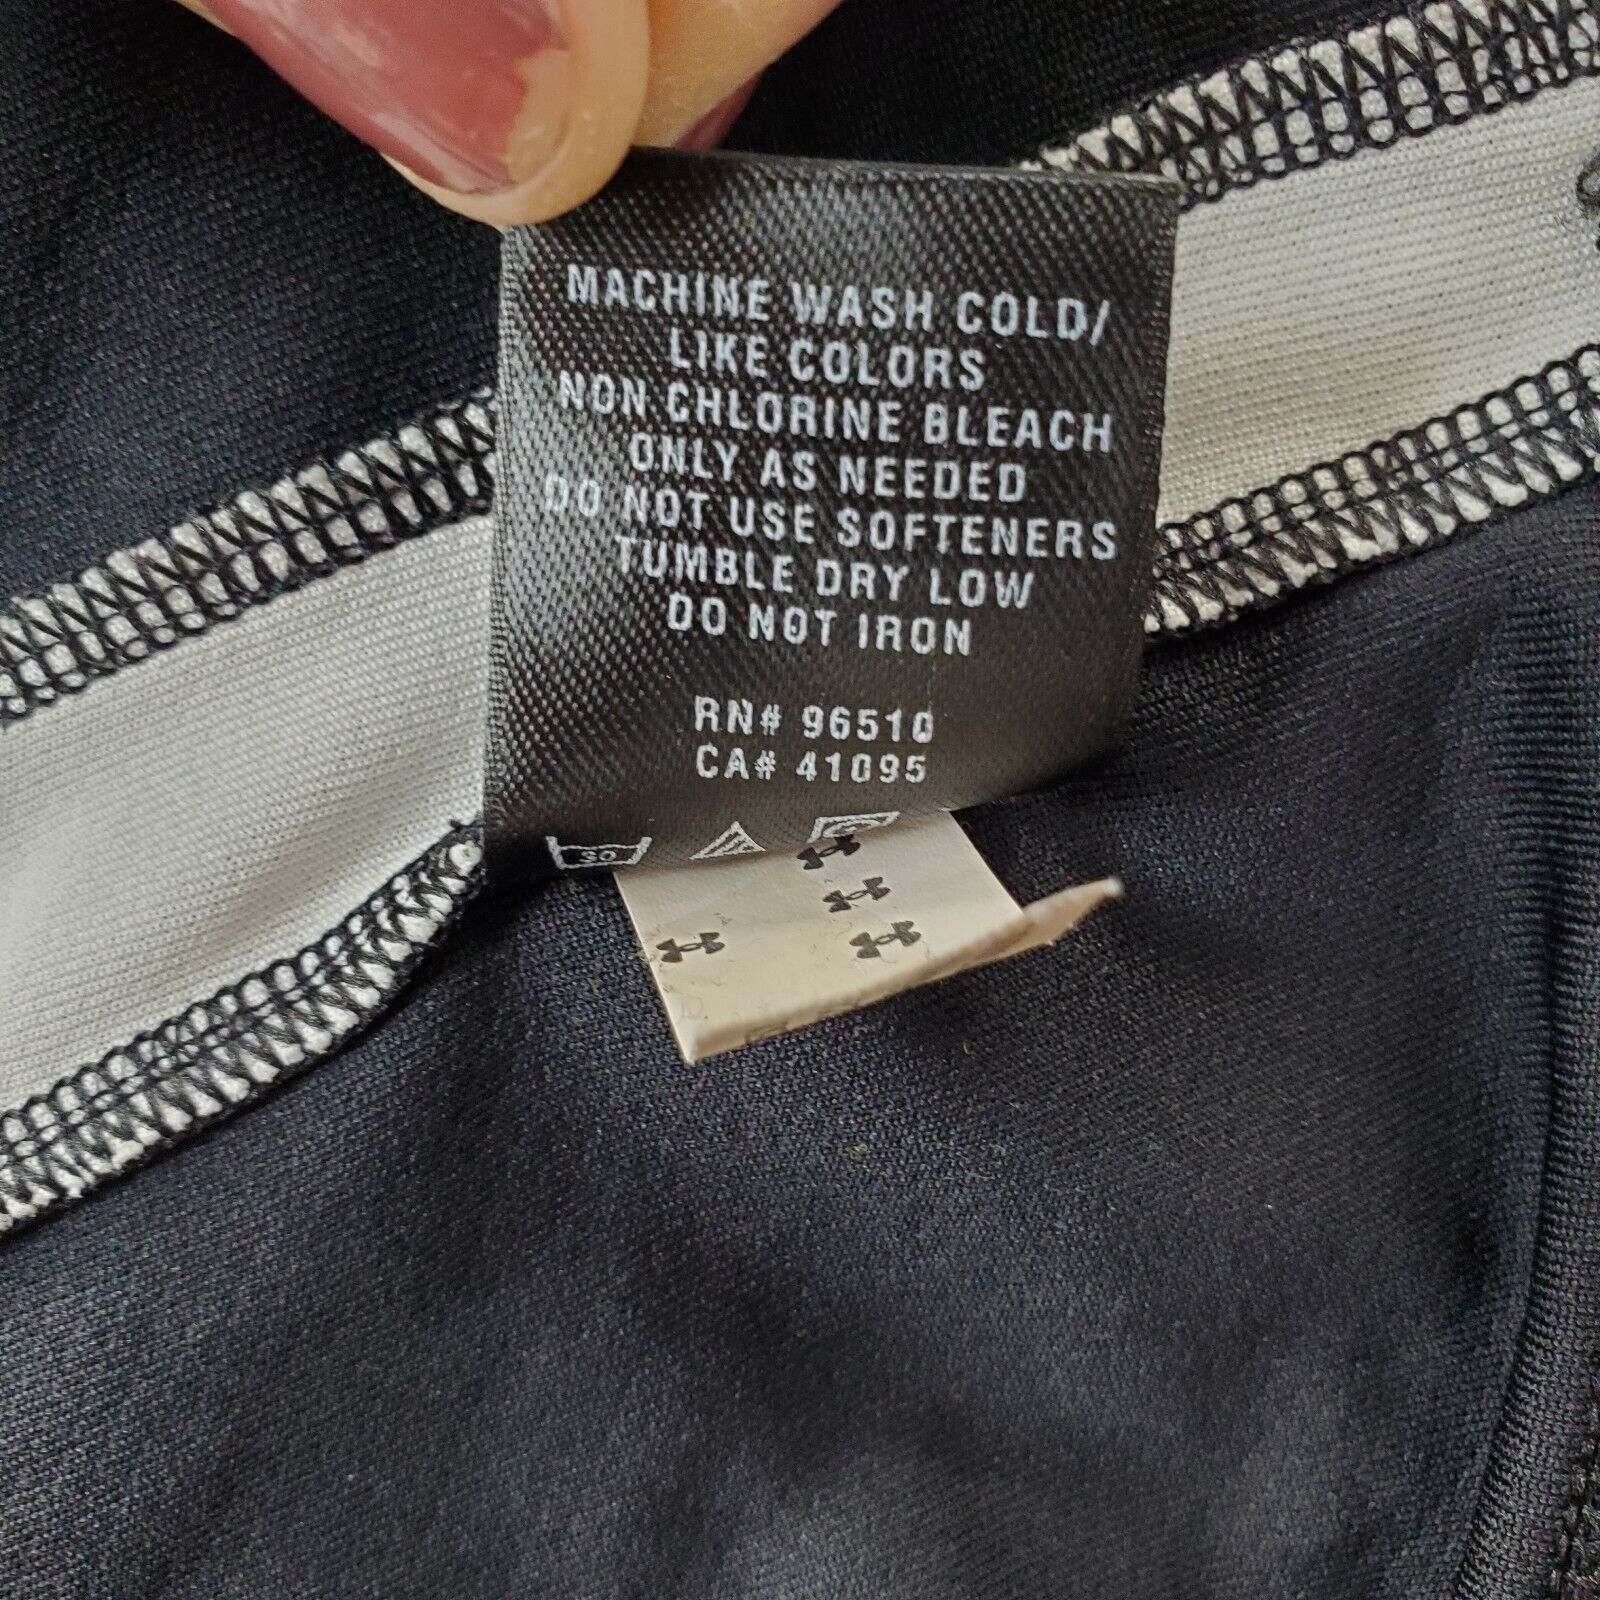 MACHINE WASH COLD/
LIKE COLORS
NON CHLORINE BLEACH
ONLY AS NEEDED
DO NOT USE SOFTENERS
TUMBLE DRY LOW
DO NOT IRON
RN# 96510
CA# 41095
30